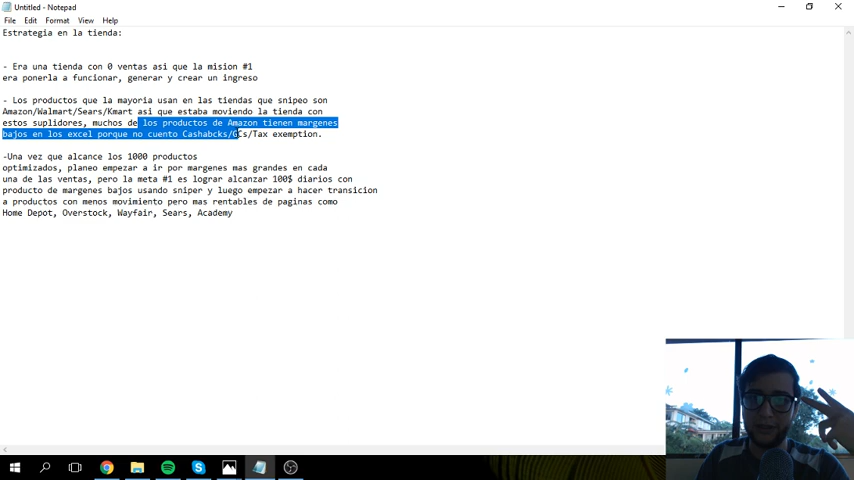 Untitled - Notepad
File Edit Format View Help
Estrategia en la tienda:
- Era una tienda con 0 ventas asi que la mision #1
era ponerla a funcionar, generar y crear un ingreso
- Los productos que la mayoria usan en las tiendas que snipeo son
Amazon/Walmart/Sears/Kmart asi que estaba moviendo la tienda con
estos suplidores, muchos de los productos de Amazon tienen margenes
bajos en los excel porque no cuento Cashabcks/GCs/Tax exemption.
-Una vez que alcance los 1000 productos
optimizados, planeo empezar a ir por margenes mas grandes en cada
una de las ventas, pero la meta #1 es lograr alcanzar 100$ diarios con
producto de margenes bajos usando sniper y luego empezar a hacer transicion
a productos con menos movimiento pero mas rentables de paginas como
Home Depot, Overstock, Wayfair, Sears, Academy